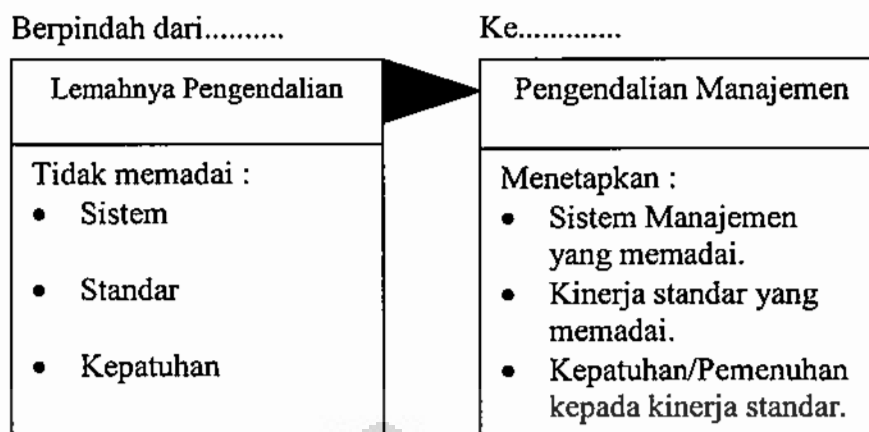 Berpindah dari..........
Lemahnya Pengendalian
Tidak memadai :
• Sistem
• Standar
• Kepatuhan
Ke.............
Pengendalian Manajemen
Menetapkan :
• Sistem Manajemen
yang memadai.
• Kinerja standar yang
memadai.
• Kepatuhan/Pemenuhan
kepada kinerja standar.